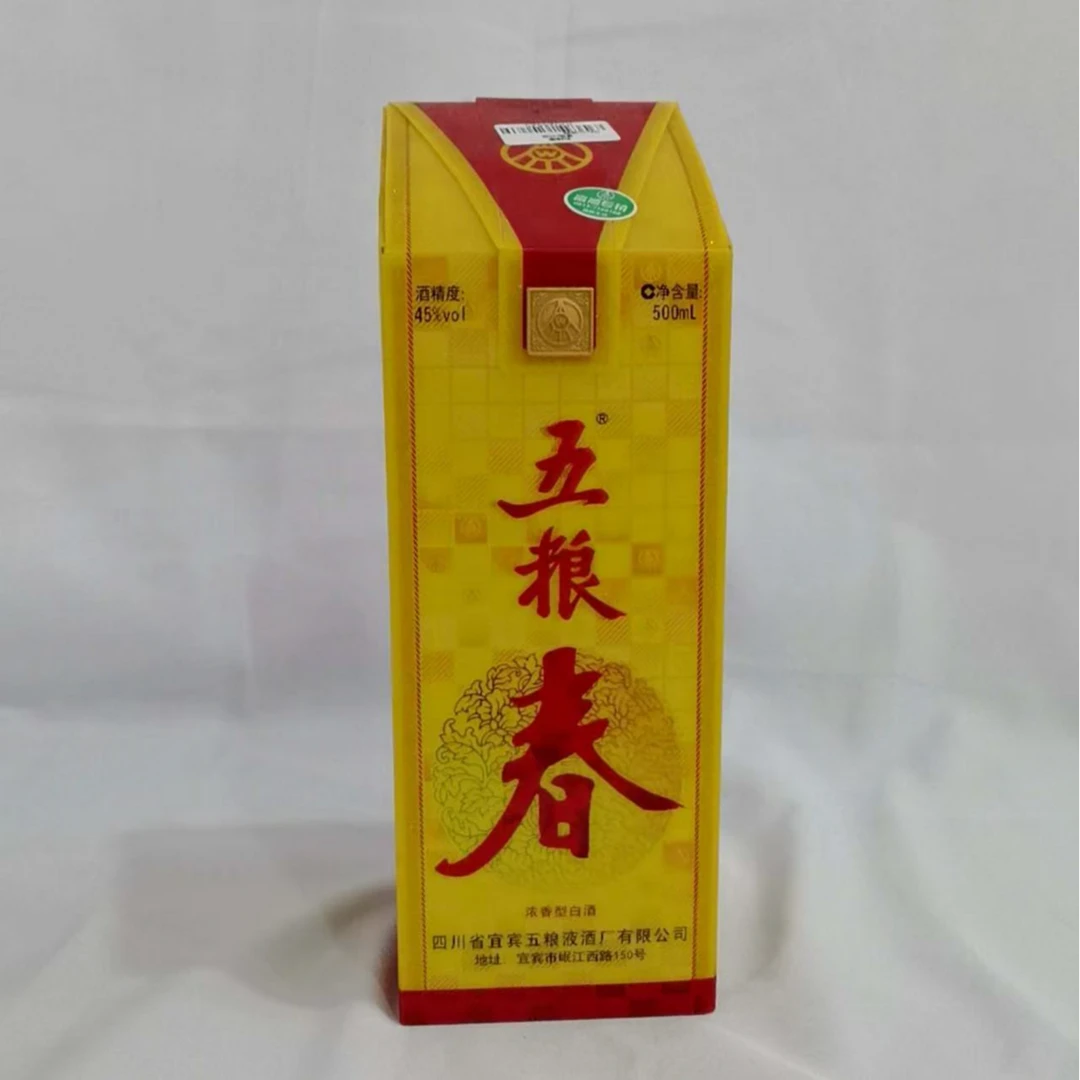 酒精度:
45%vol
净含量:
500mL
五粮春®
浓香型白酒
四川省宜宾五粮液酒厂有限公司
地址: 宜宾市岷江西路150号